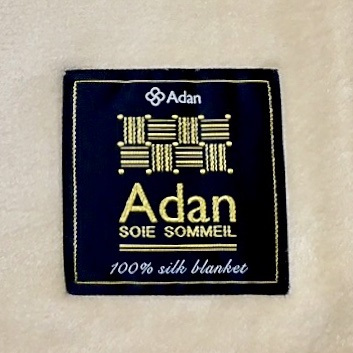 Adan
Adan
SOIE SOMMEIL
100% silk blanket